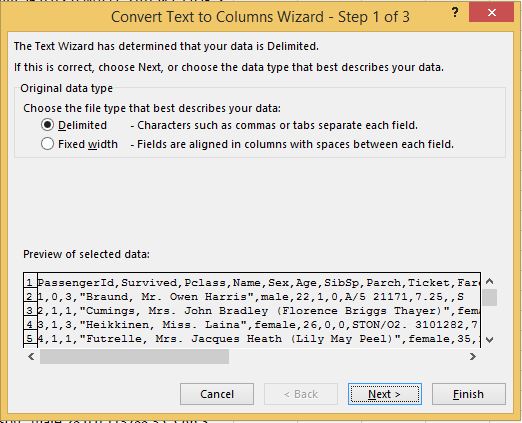 Convert Text to Columns Wizard - Step 1 of 3
?
The Text Wizard has determined that your data is Delimited.
If this is correct, choose Next, or choose the data type that best describes your data.
Original data type
Choose the file type that best describes your data:
Delimited - Characters such as commas or tabs separate each field.
Fixed width - Fields are aligned in columns with spaces between each field.
Preview of selected data:
1 PassengerId,Survived,Pclass,Name,Sex,Age,SibSp,Parch,Ticket,Fare
2 1,0,3,"Braund, Mr. Owen Harris",male,22,1,0,A/5 21171,7.25,,S
3 2,1,1,"Cumings, Mrs. John Bradley (Florence Briggs Thayer)",fema
4 3,1,3,"Heikkinen, Miss. Laina",female,26,0,0,STON/O2. 3101282,7
5 4,1,1,"Futrelle, Mrs. Jacques Heath (Lily May Peel)",female,35,
Cancel < Back Next > Finish